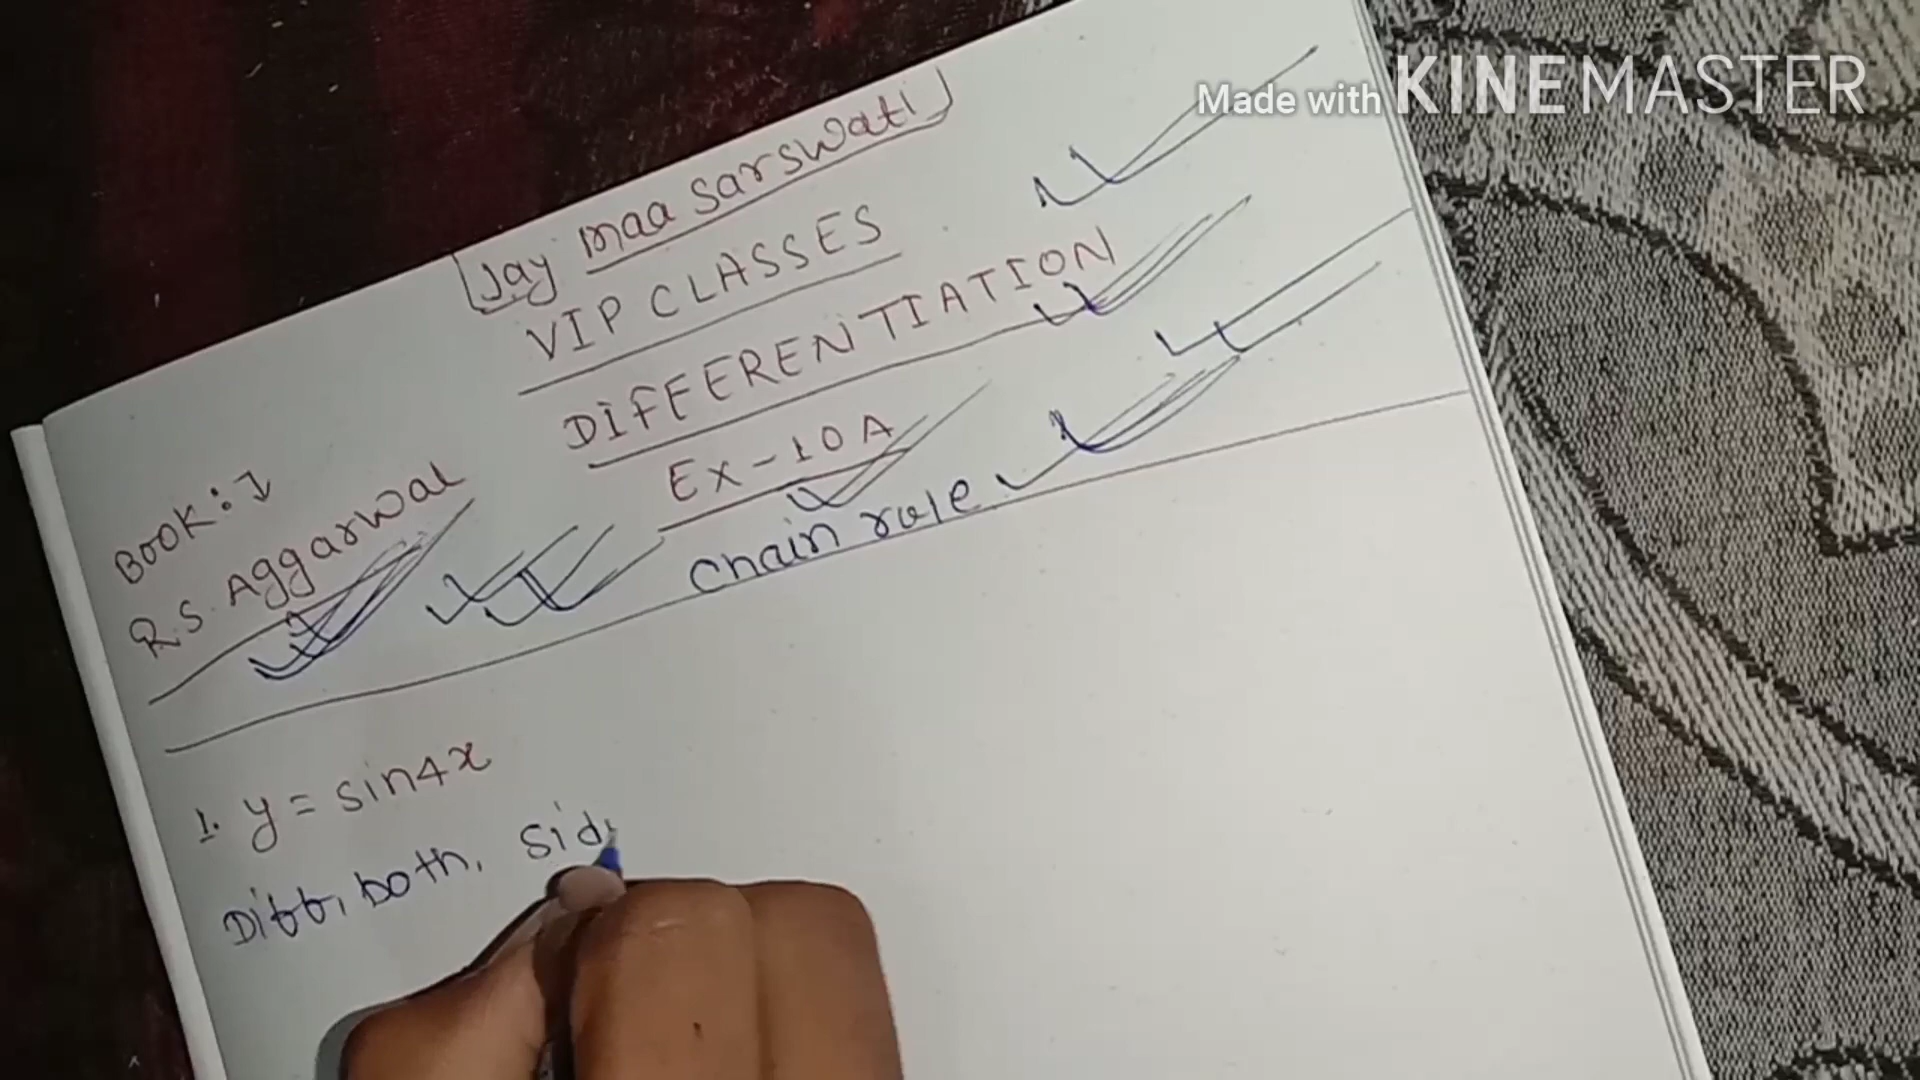 Made with KINEMASTER
Jay maa Sarswati
VIP CLASSES
DIFFERENTIATION
EX-10A
BOOK:↴
R.S. Aggarwal
Chain rule
1. y = sin4x
Diff, both, Sid